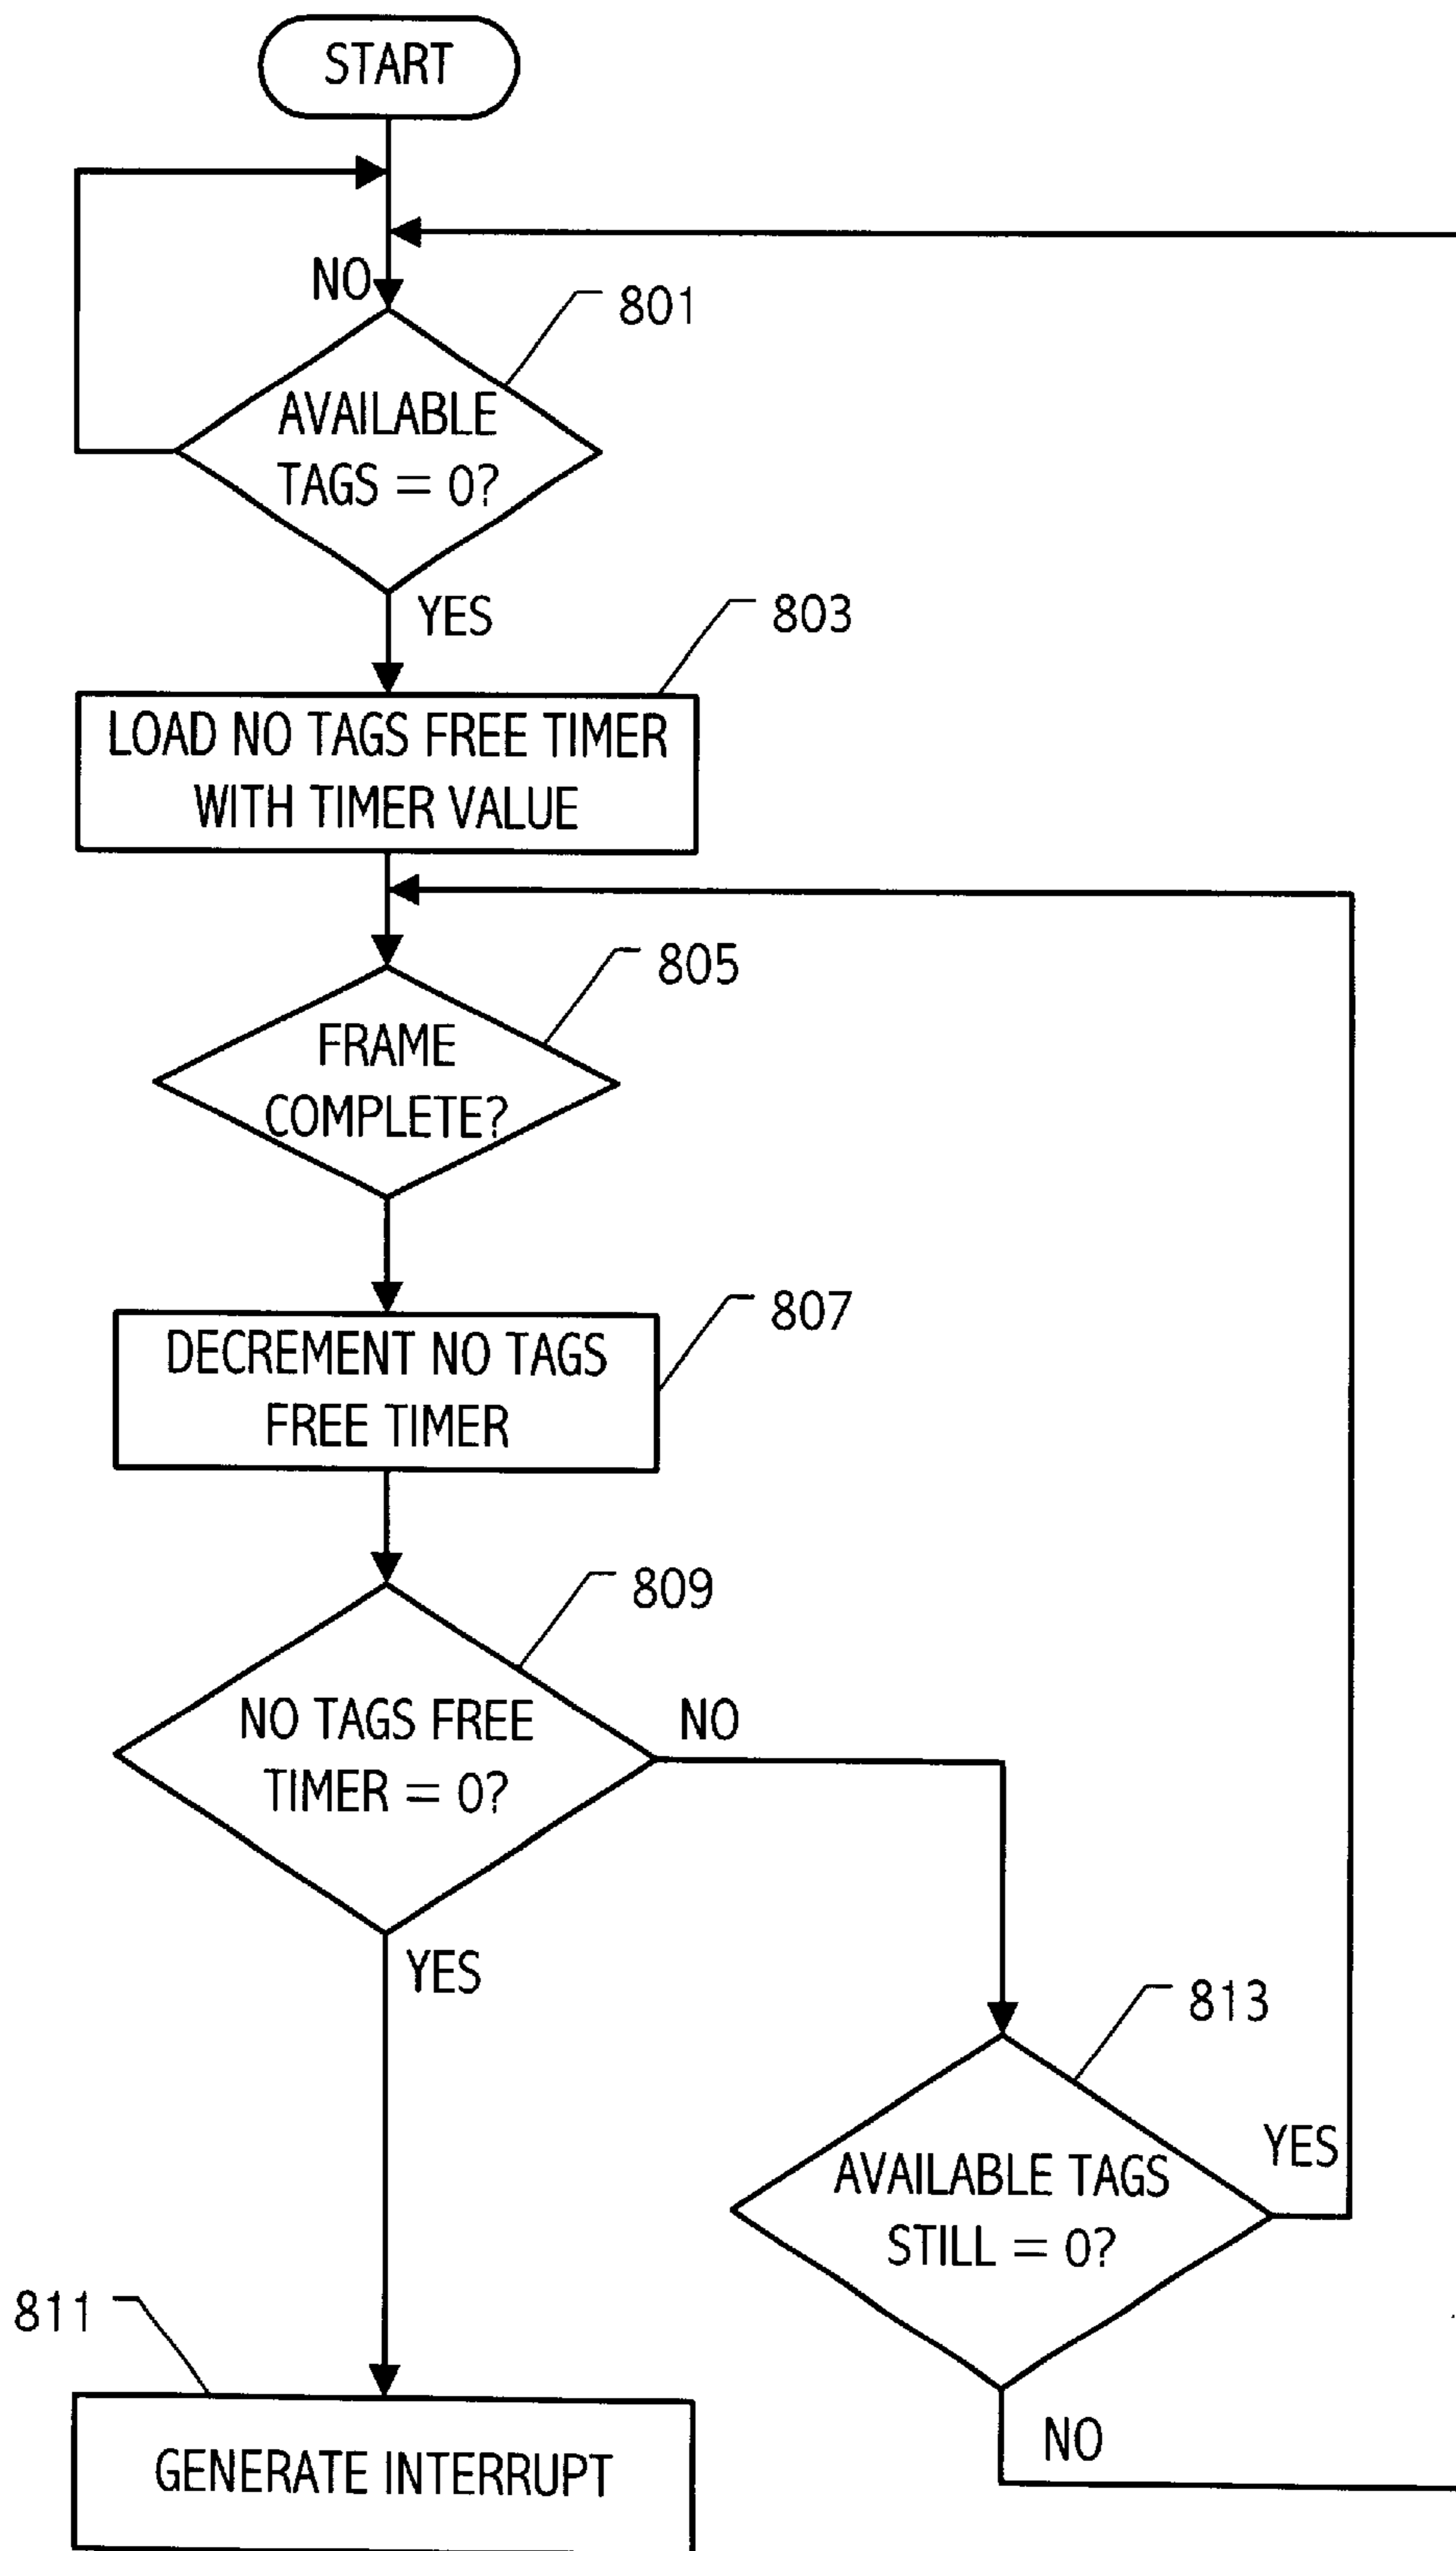 START
NO
801
AVAILABLE
TAGS = 0?
YES
803
LOAD NO TAGS FREE TIMER
WITH TIMER VALUE
805
FRAME
COMPLETE?
807
DECREMENT NO TAGS
FREE TIMER
809
NO TAGS FREE
TIMER = 0?
NO
YES
813
AVAILABLE TAGS
STILL = 0?
YES
811
GENERATE INTERRUPT
NO